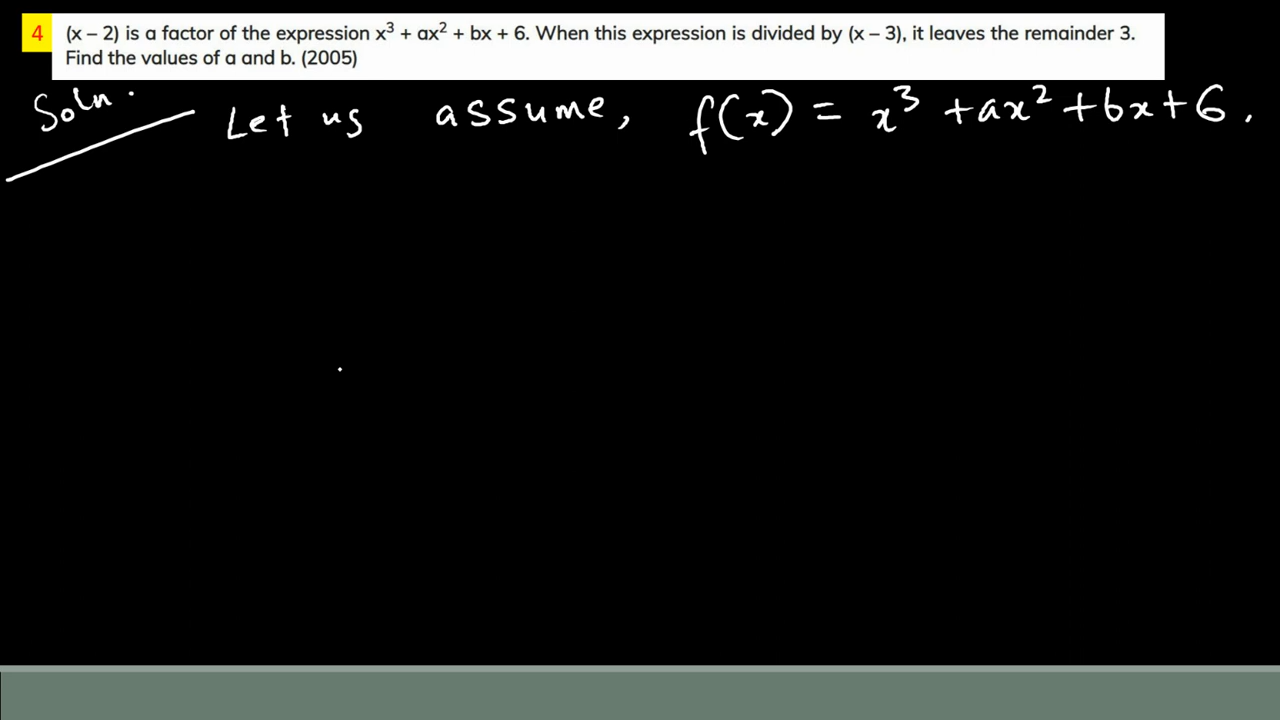 4 (x – 2) is a factor of the expression x³ + ax² + bx + 6. When this expression is divided by (x – 3), it leaves the remainder 3.
Find the values of a and b. (2005)
Soln. Let us assume, f(x) = x³ + ax² + bx + 6.